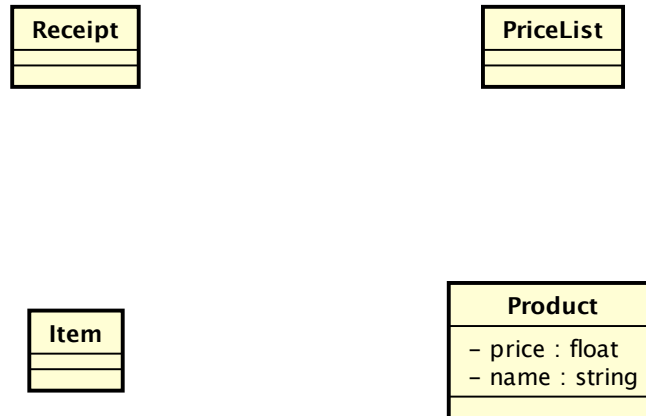 Receipt
PriceList
Item
Product
– price : float
– name : string